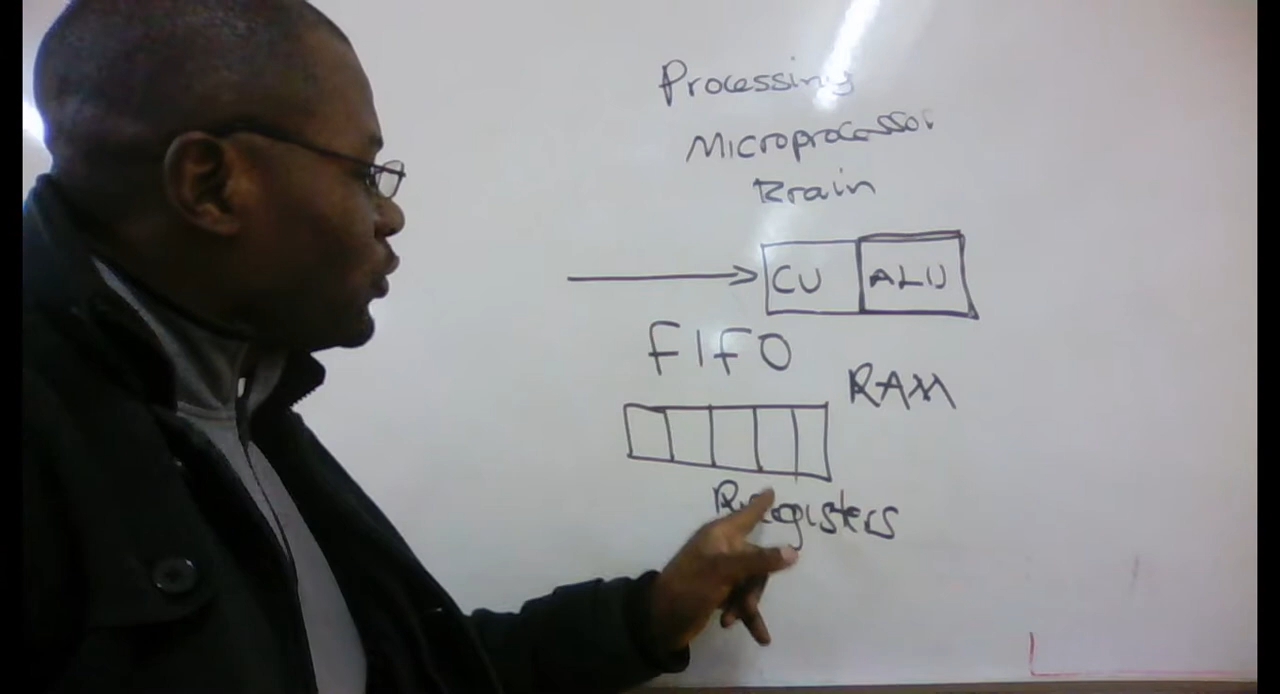 Processing
Microprocessor
Brain
CU ALU
FIFO
RAM
Registers